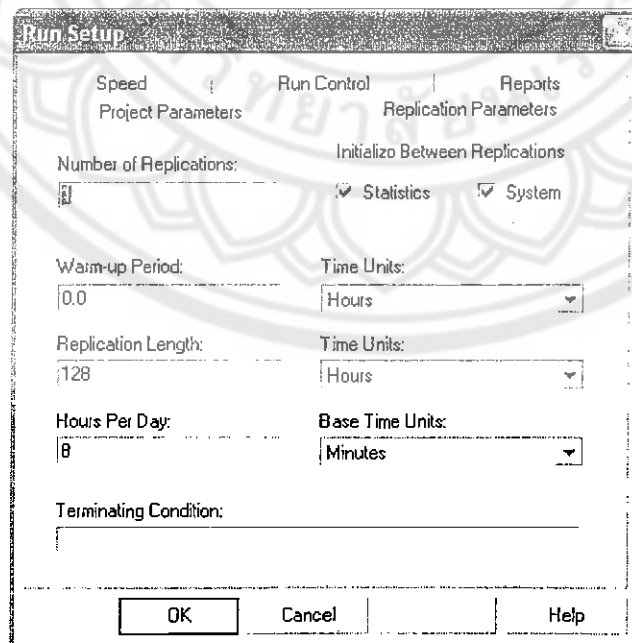 Run Setup
Speed Run Control Reports
Project Parameters Replication Parameters
Number of Replications:
Initializo Between Replications
Statistics System
Warm-up Period: Time Units:
0.0 Hours
Replication Length: Time Units:
128 Hours
Hours Per Day: Base Time Units:
8 Minutes
Terminating Condition:
OK Cancel Help